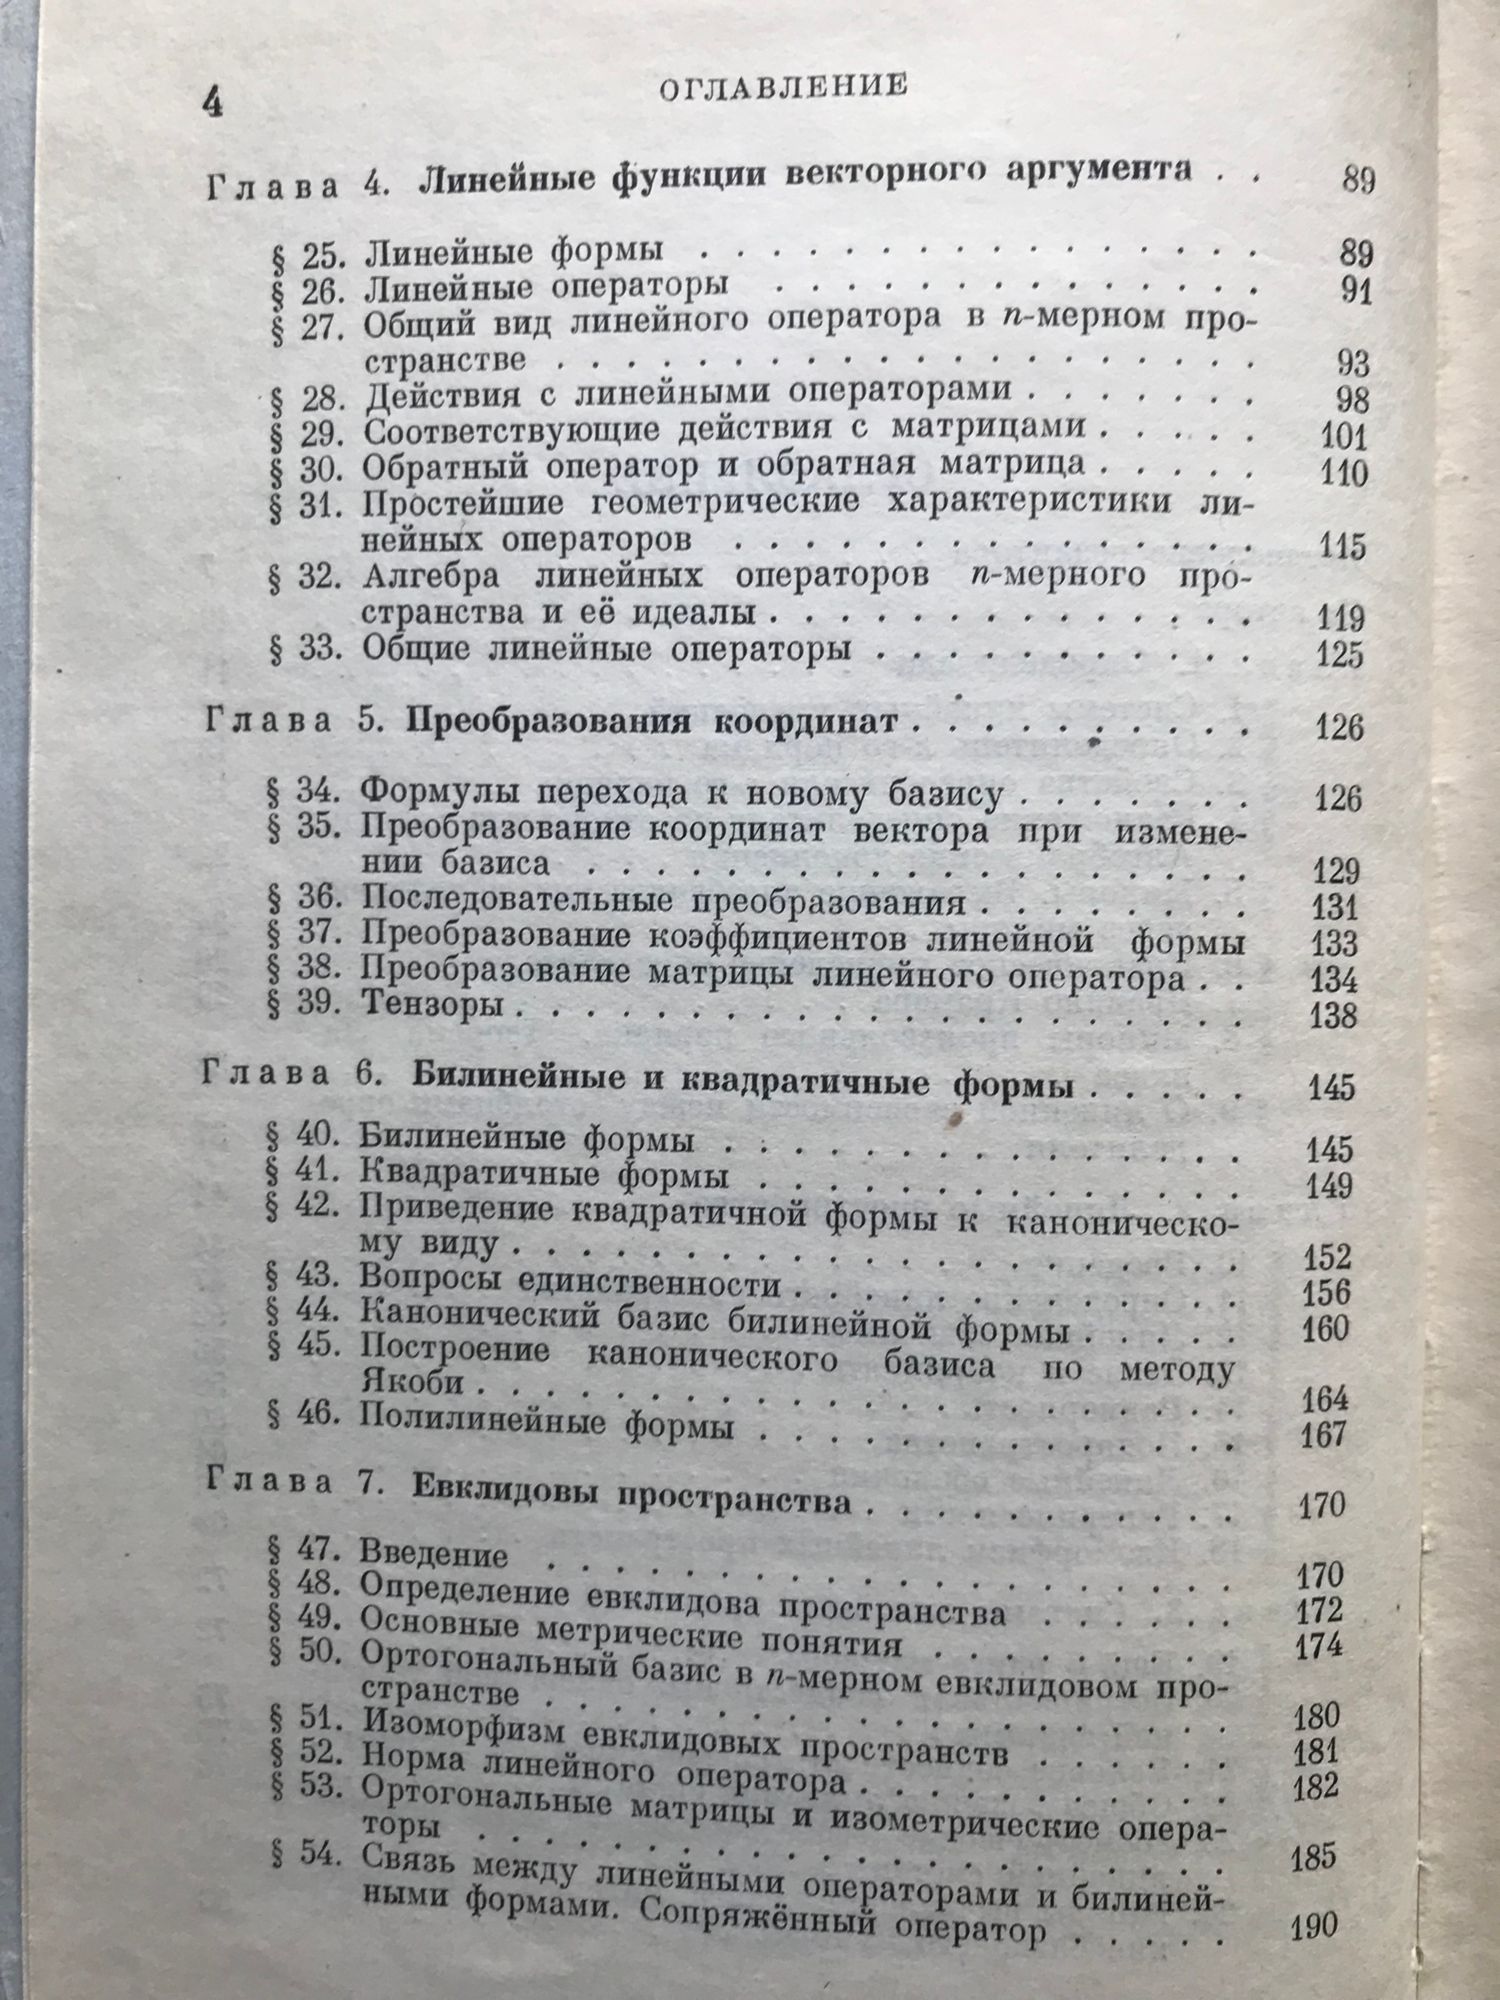 4 ОГЛАВЛЕНИЕ
Глава 4. Линейные функции векторного аргумента . . 89
§ 25. Линейные формы . . . . . . . . . . . . . . . . 89
§ 26. Линейные операторы . . . . . . . . . . . . . . 91
§ 27. Общий вид линейного оператора в n-мерном про-
странстве . . . . . . . . . . . . . . . . . . . . 93
§ 28. Действия с линейными операторами . . . . . . . 98
§ 29. Соответствующие действия с матрицами . . . . . 101
§ 30. Обратный оператор и обратная матрица . . . . . 110
§ 31. Простейшие геометрические характеристики ли-
нейных операторов . . . . . . . . . . . . . . . 115
§ 32. Алгебра линейных операторов n-мерного про-
странства и её идеалы . . . . . . . . . . . . . . 119
§ 33. Общие линейные операторы . . . . . . . . . . . 125
Глава 5. Преобразования координат . . . . . . . . . . 126
§ 34. Формулы перехода к новому базису . . . . . . . 126
§ 35. Преобразование координат вектора при измене-
нии базиса . . . . . . . . . . . . . . . . . . . 129
§ 36. Последовательные преобразования . . . . . . . . 131
§ 37. Преобразование коэффициентов линейной формы 133
§ 38. Преобразование матрицы линейного оператора . . 134
§ 39. Тензоры . . . . . . . . . . . . . . . . . . . . . 138
Глава 6. Билинейные и квадратичные формы . . . . . 145
§ 40. Билинейные формы . . . . . . . . . . . . . . . 145
§ 41. Квадратичные формы . . . . . . . . . . . . . . 149
§ 42. Приведение квадратичной формы к каноническо-
му виду . . . . . . . . . . . . . . . . . . . . . 152
§ 43. Вопросы единственности . . . . . . . . . . . . . 156
§ 44. Канонический базис билинейной формы . . . . . 160
§ 45. Построение канонического базиса по методу
Якоби . . . . . . . . . . . . . . . . . . . . . . 164
§ 46. Полилинейные формы . . . . . . . . . . . . . . 167
Глава 7. Евклидовы пространства . . . . . . . . . . . 170
§ 47. Введение . . . . . . . . . . . . . . . . . . . . 170
§ 48. Определение евклидова пространства . . . . . . 172
§ 49. Основные метрические понятия . . . . . . . . . 174
§ 50. Ортогональный базис в n-мерном евклидовом про-
странстве . . . . . . . . . . . . . . . . . . . . 180
§ 51. Изоморфизм евклидовых пространств . . . . . . 181
§ 52. Норма линейного оператора . . . . . . . . . . . 182
§ 53. Ортогональные матрицы и изометрические опера-
торы . . . . . . . . . . . . . . . . . . . . . . 185
§ 54. Связь между линейными операторами и билиней-
ными формами. Сопряжённый оператор . . . . . 190